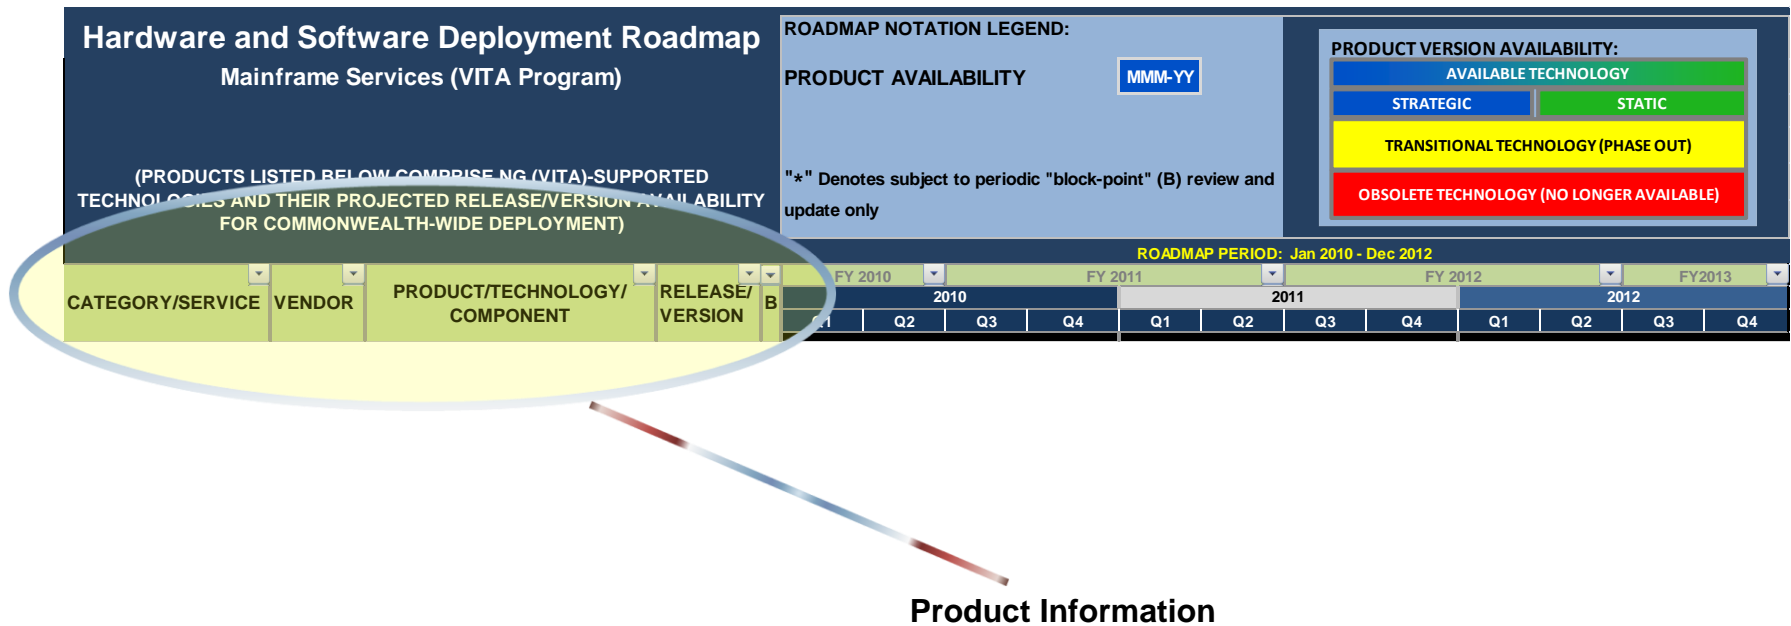 Hardware and Software Deployment Roadmap
Mainframe Services (VITA Program)
(PRODUCTS LISTED BELOW COMPRISE NG (VITA)-SUPPORTED
TECHNOLOGIES AND THEIR PROJECTED RELEASE/VERSION AVAILABILITY
FOR COMMONWEALTH-WIDE DEPLOYMENT)
ROADMAP NOTATION LEGEND:
PRODUCT AVAILABILITY MMM-YY
"*" Denotes subject to periodic "block-point" (B) review and
update only
PRODUCT VERSION AVAILABILITY:
AVAILABLE TECHNOLOGY
STRATEGIC STATIC
TRANSITIONAL TECHNOLOGY (PHASE OUT)
OBSOLETE TECHNOLOGY (NO LONGER AVAILABLE)
ROADMAP PERIOD: Jan 2010 - Dec 2012
CATEGORY/SERVICE
VENDOR
PRODUCT/TECHNOLOGY/
COMPONENT
RELEASE/
VERSION
B
FY 2010 FY 2011 FY 2012 FY2013
2010 2011 2012
Q1 Q2 Q3 Q4 Q1 Q2 Q3 Q4 Q1 Q2 Q3 Q4
Product Information